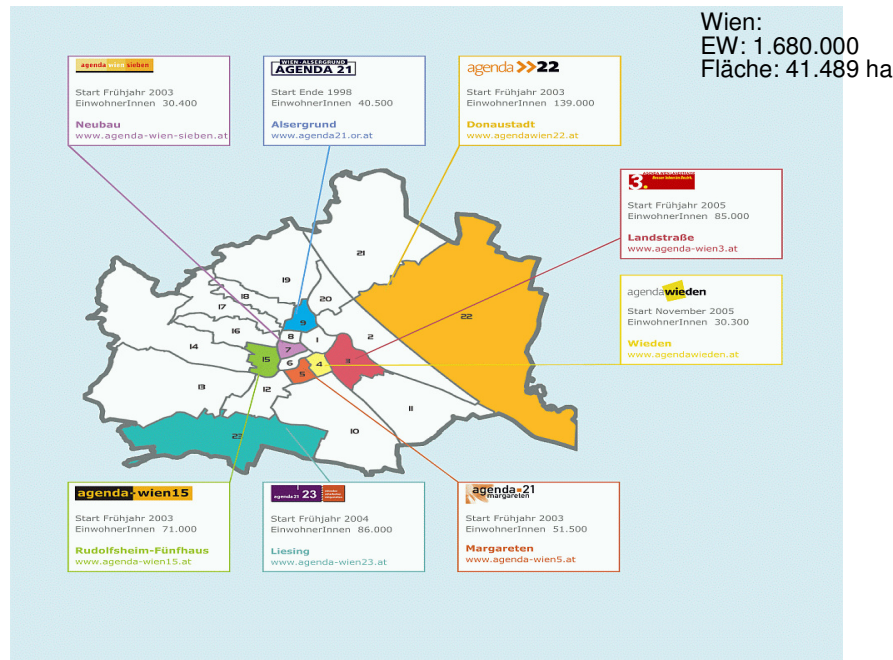 Wien:
EW: 1.680.000
Fläche: 41.489 ha
agenda wien sieben
Start Frühjahr 2003
EinwohnerInnen 30.400
Neubau
www.agenda-wien-sieben.at
WIEN-ALSERGRUND
AGENDA 21
Start Ende 1998
EinwohnerInnen 40.500
Alsergrund
www.agenda21.or.at
agenda >>22
Start Frühjahr 2003
EinwohnerInnen 139.000
Donaustadt
www.agendawien22.at
3.
Start Frühjahr 2005
EinwohnerInnen 85.000
Landstraße
www.agenda-wien3.at
agendawieden
Start November 2005
EinwohnerInnen 30.300
Wieden
www.agendawieden.at
21
19
18
20
17
22
9
16
8
1
2
14
7
15
6
4
3
5
13
12
11
10
23
agenda-wien15
Start Frühjahr 2003
EinwohnerInnen 71.000
Rudolfsheim-Fünfhaus
www.agenda-wien15.at
agenda21 23
Start Frühjahr 2004
EinwohnerInnen 86.000
Liesing
www.agenda-wien23.at
agenda-21
margareten
Start Frühjahr 2003
EinwohnerInnen 51.500
Margareten
www.agenda-wien5.at